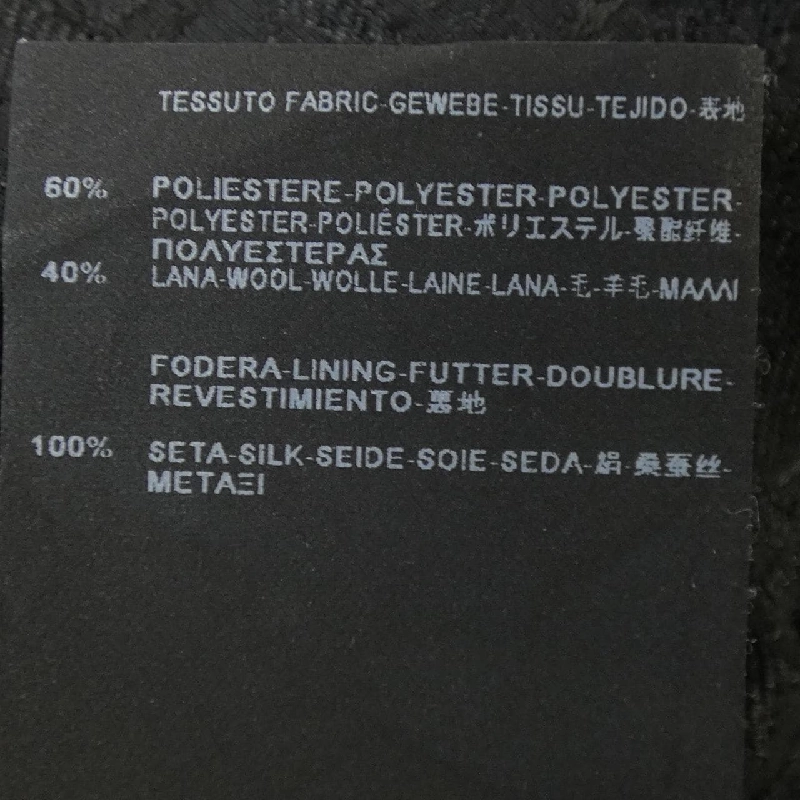 TESSUTO FABRIC-GEWEBE-TISSU-TEJIDO-表地
60% POLIESTERE-POLYESTER-POLYESTER-
POLYESTER-POLIÉSTER-ポリエステル-聚酯纤维-
ΠΟΛΥΕΣΤΕΡΑΣ
40% LANA-WOOL-WOLLE-LAINE-LANA-毛-羊毛-ΜΑΛΛΙ
FODERA-LINING-FUTTER-DOUBLURE-
REVESTIMIENTO-裏地
100% SETA-SILK-SEIDE-SOIE-SEDA-絹-桑蚕丝-
ΜΕΤΑΞΙ